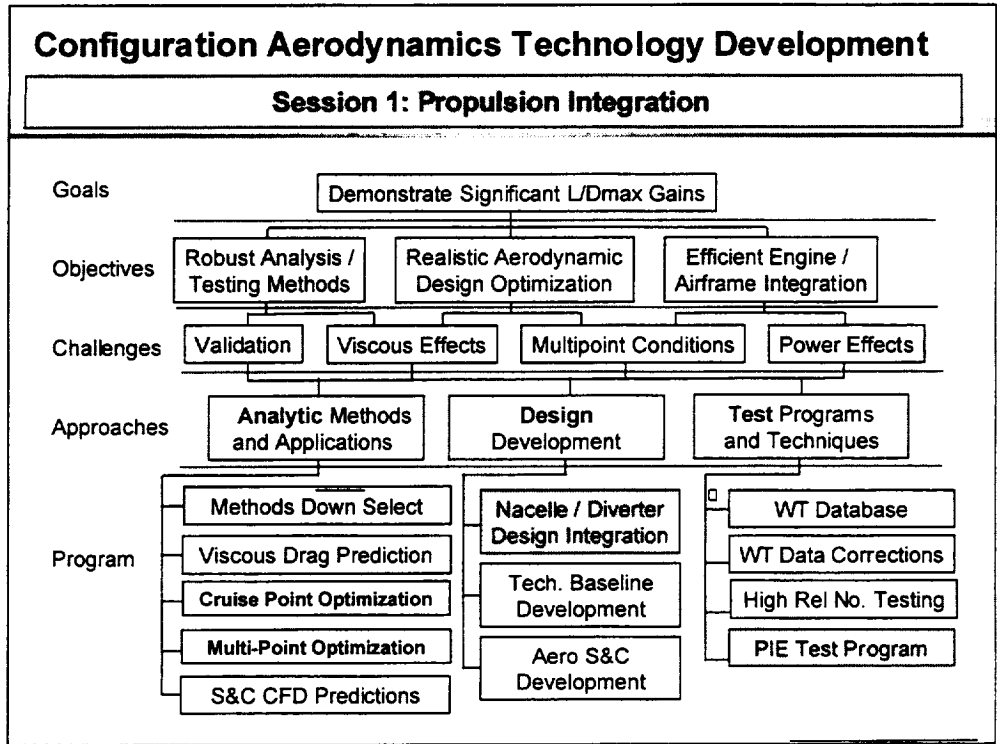 Configuration Aerodynamics Technology Development
Session 1: Propulsion Integration
Goals
Demonstrate Significant L/Dmax Gains
Objectives
Robust Analysis /
Testing Methods
Realistic Aerodynamic
Design Optimization
Efficient Engine /
Airframe Integration
Challenges
Validation
Viscous Effects
Multipoint Conditions
Power Effects
Approaches
Analytic Methods
and Applications
Design
Development
Test Programs
and Techniques
Program
Methods Down Select
Viscous Drag Prediction
Cruise Point Optimization
Multi-Point Optimization
S&C CFD Predictions
Nacelle / Diverter
Design Integration
Tech. Baseline
Development
Aero S&C
Development
WT Database
WT Data Corrections
High Rel No. Testing
PIE Test Program